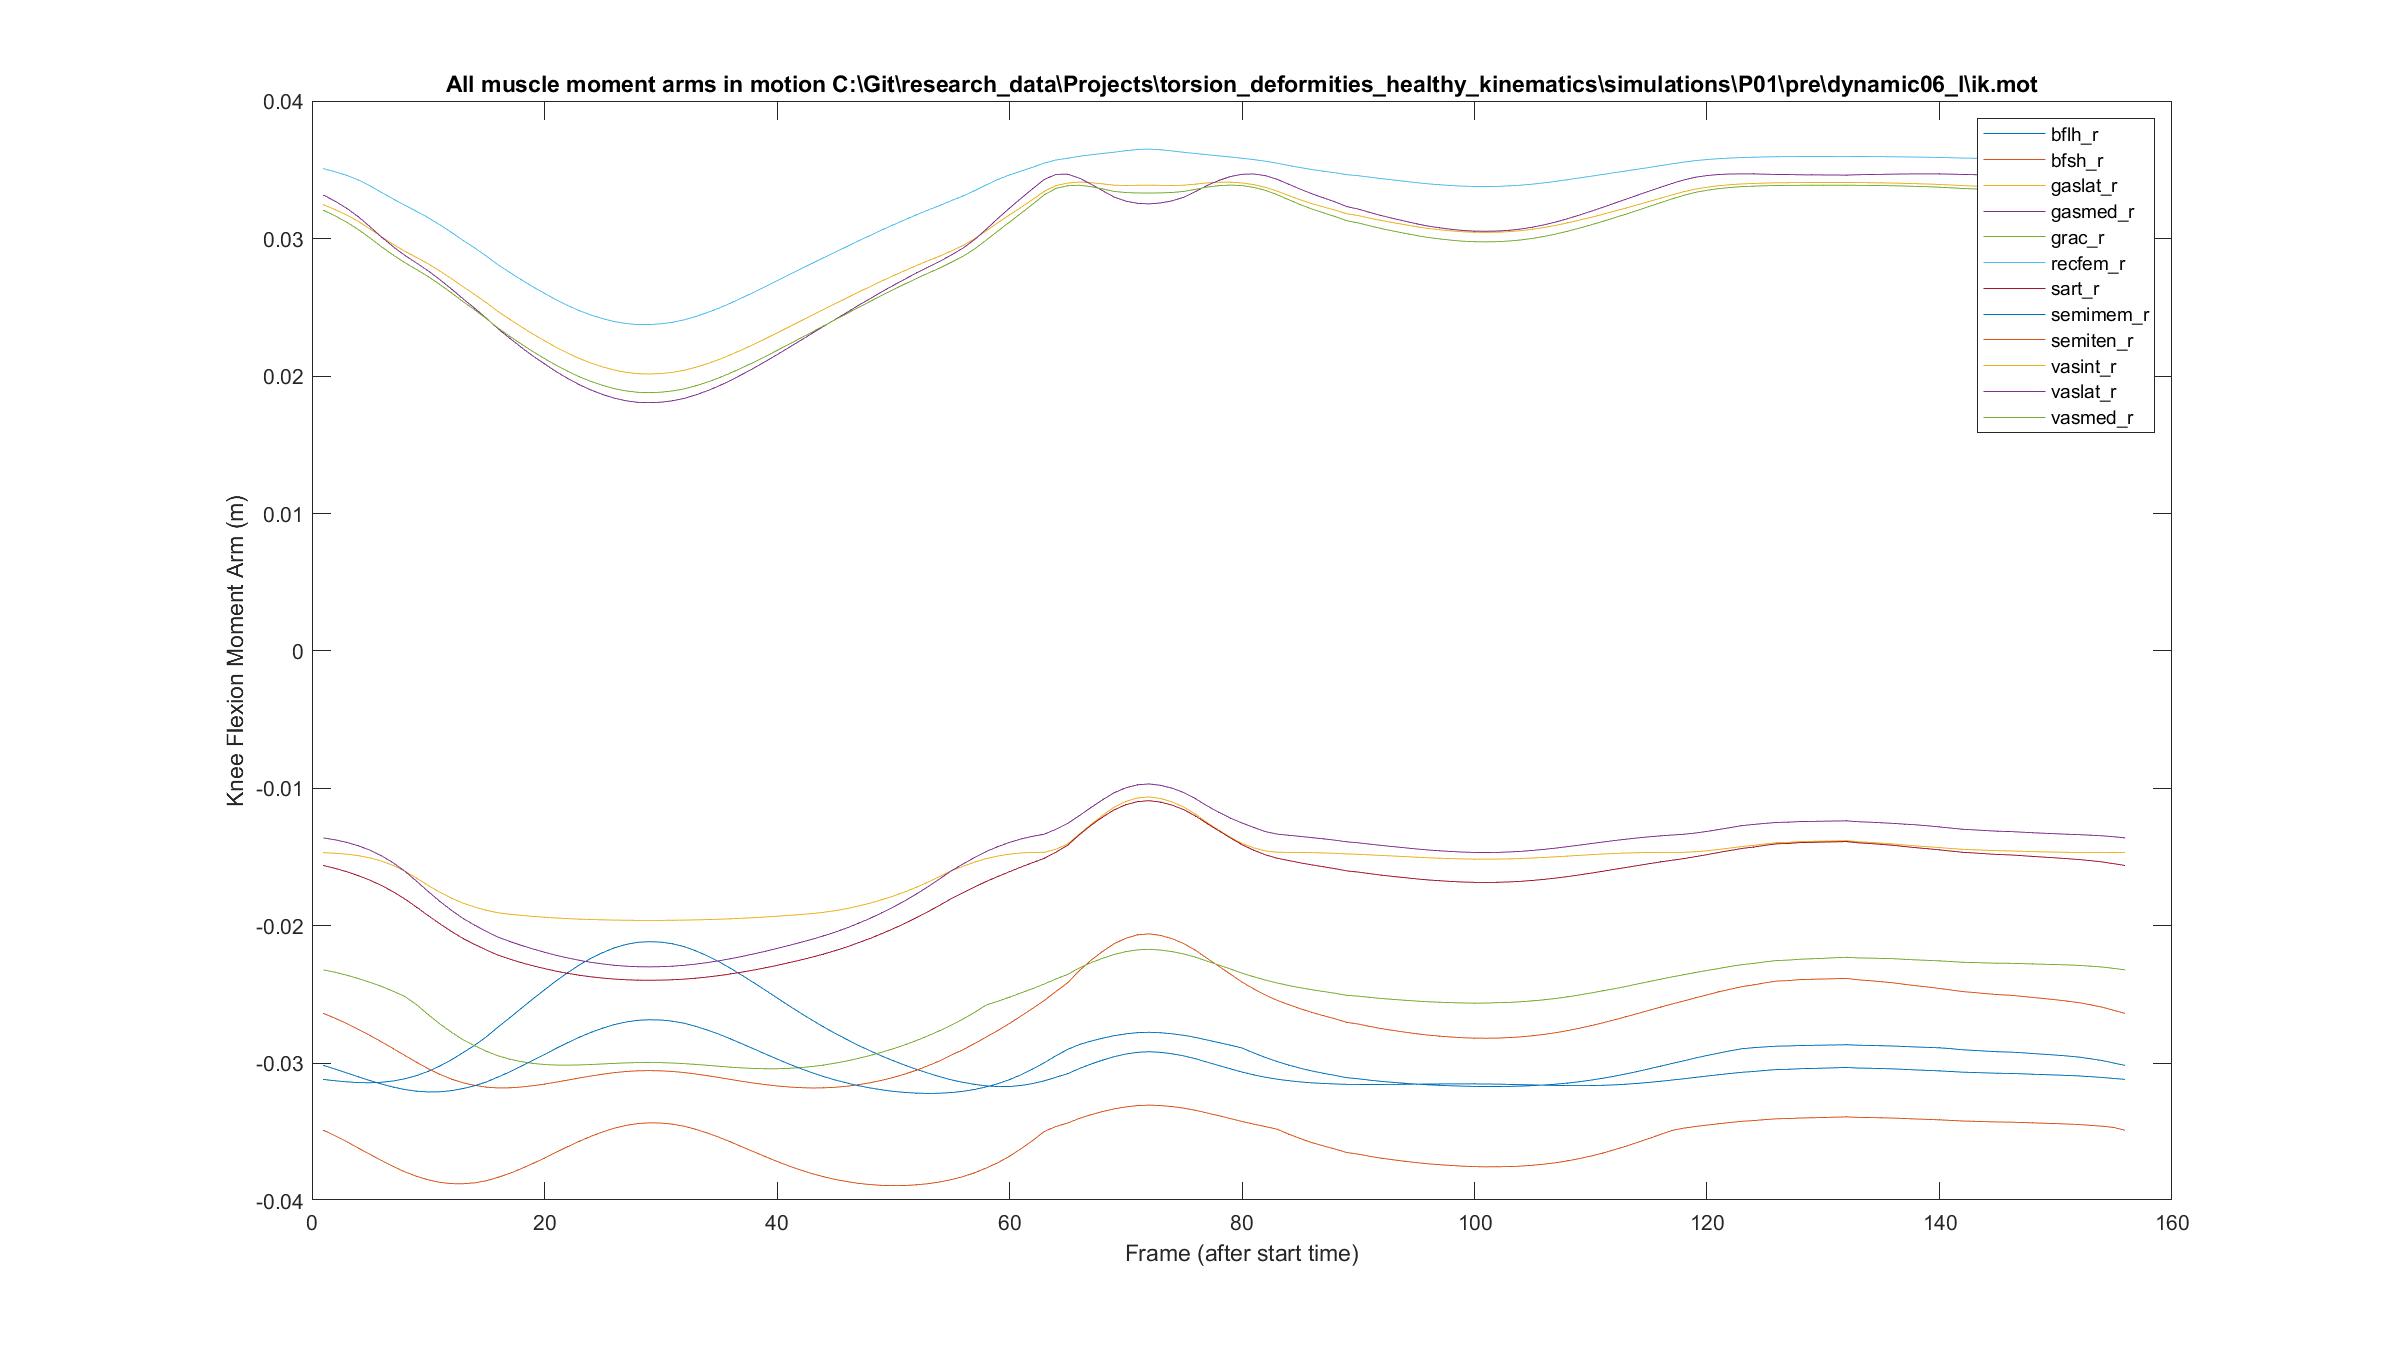 All muscle moment arms in motion C:\Git\research_data\Projects\torsion_deformities_healthy_kinematics\simulations\P01\pre\dynamic06_l\ik.mot
0.04
0.03
0.02
0.01
0
-0.01
-0.02
-0.03
-0.04
Knee Flexion Moment Arm (m)
bflh_r
bfsh_r
gaslat_r
gasmed_r
grac_r
recfem_r
sart_r
semimem_r
semiten_r
vasint_r
vaslat_r
vasmed_r
0 20 40 60 80 100 120 140 160
Frame (after start time)